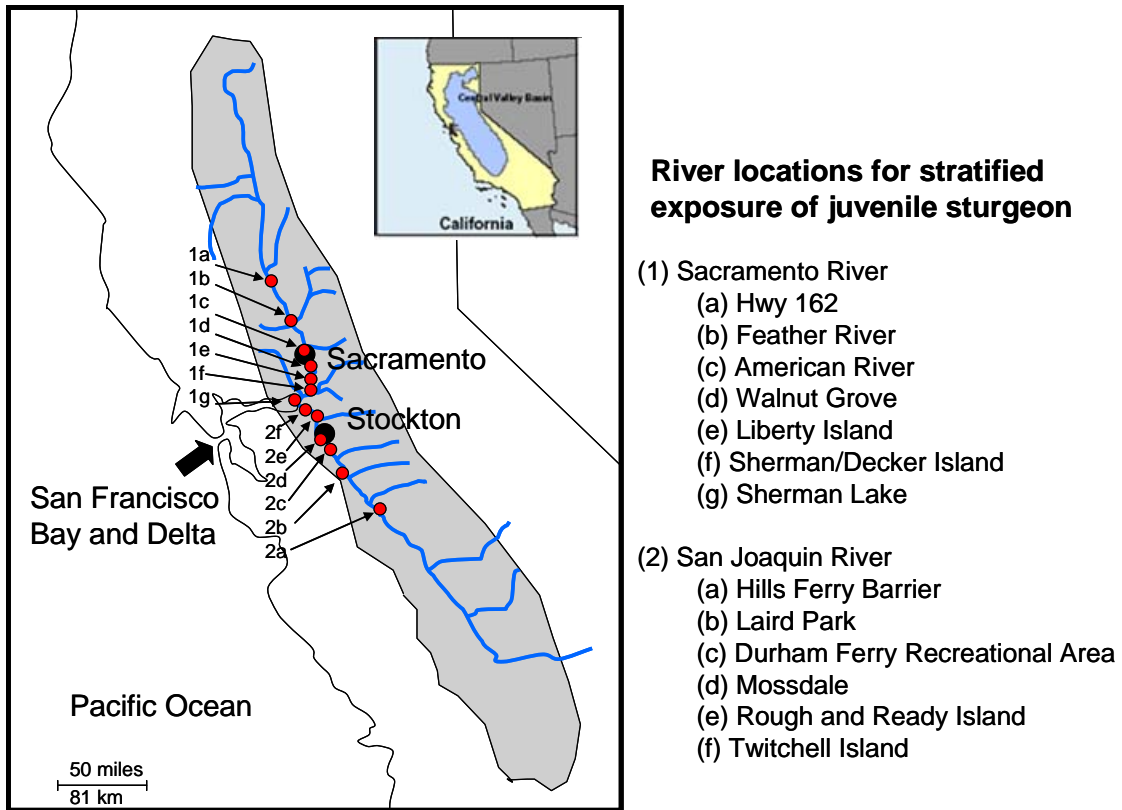 Central Valley Basin
California
1a
1b
1c
1d
1e
1f
1g
Sacramento
Stockton
2f
2e
2d
2c
2b
2a
San Francisco
Bay and Delta
Pacific Ocean
50 miles
81 km
River locations for stratified
exposure of juvenile sturgeon
(1) Sacramento River
(a) Hwy 162
(b) Feather River
(c) American River
(d) Walnut Grove
(e) Liberty Island
(f) Sherman/Decker Island
(g) Sherman Lake
(2) San Joaquin River
(a) Hills Ferry Barrier
(b) Laird Park
(c) Durham Ferry Recreational Area
(d) Mossdale
(e) Rough and Ready Island
(f) Twitchell Island